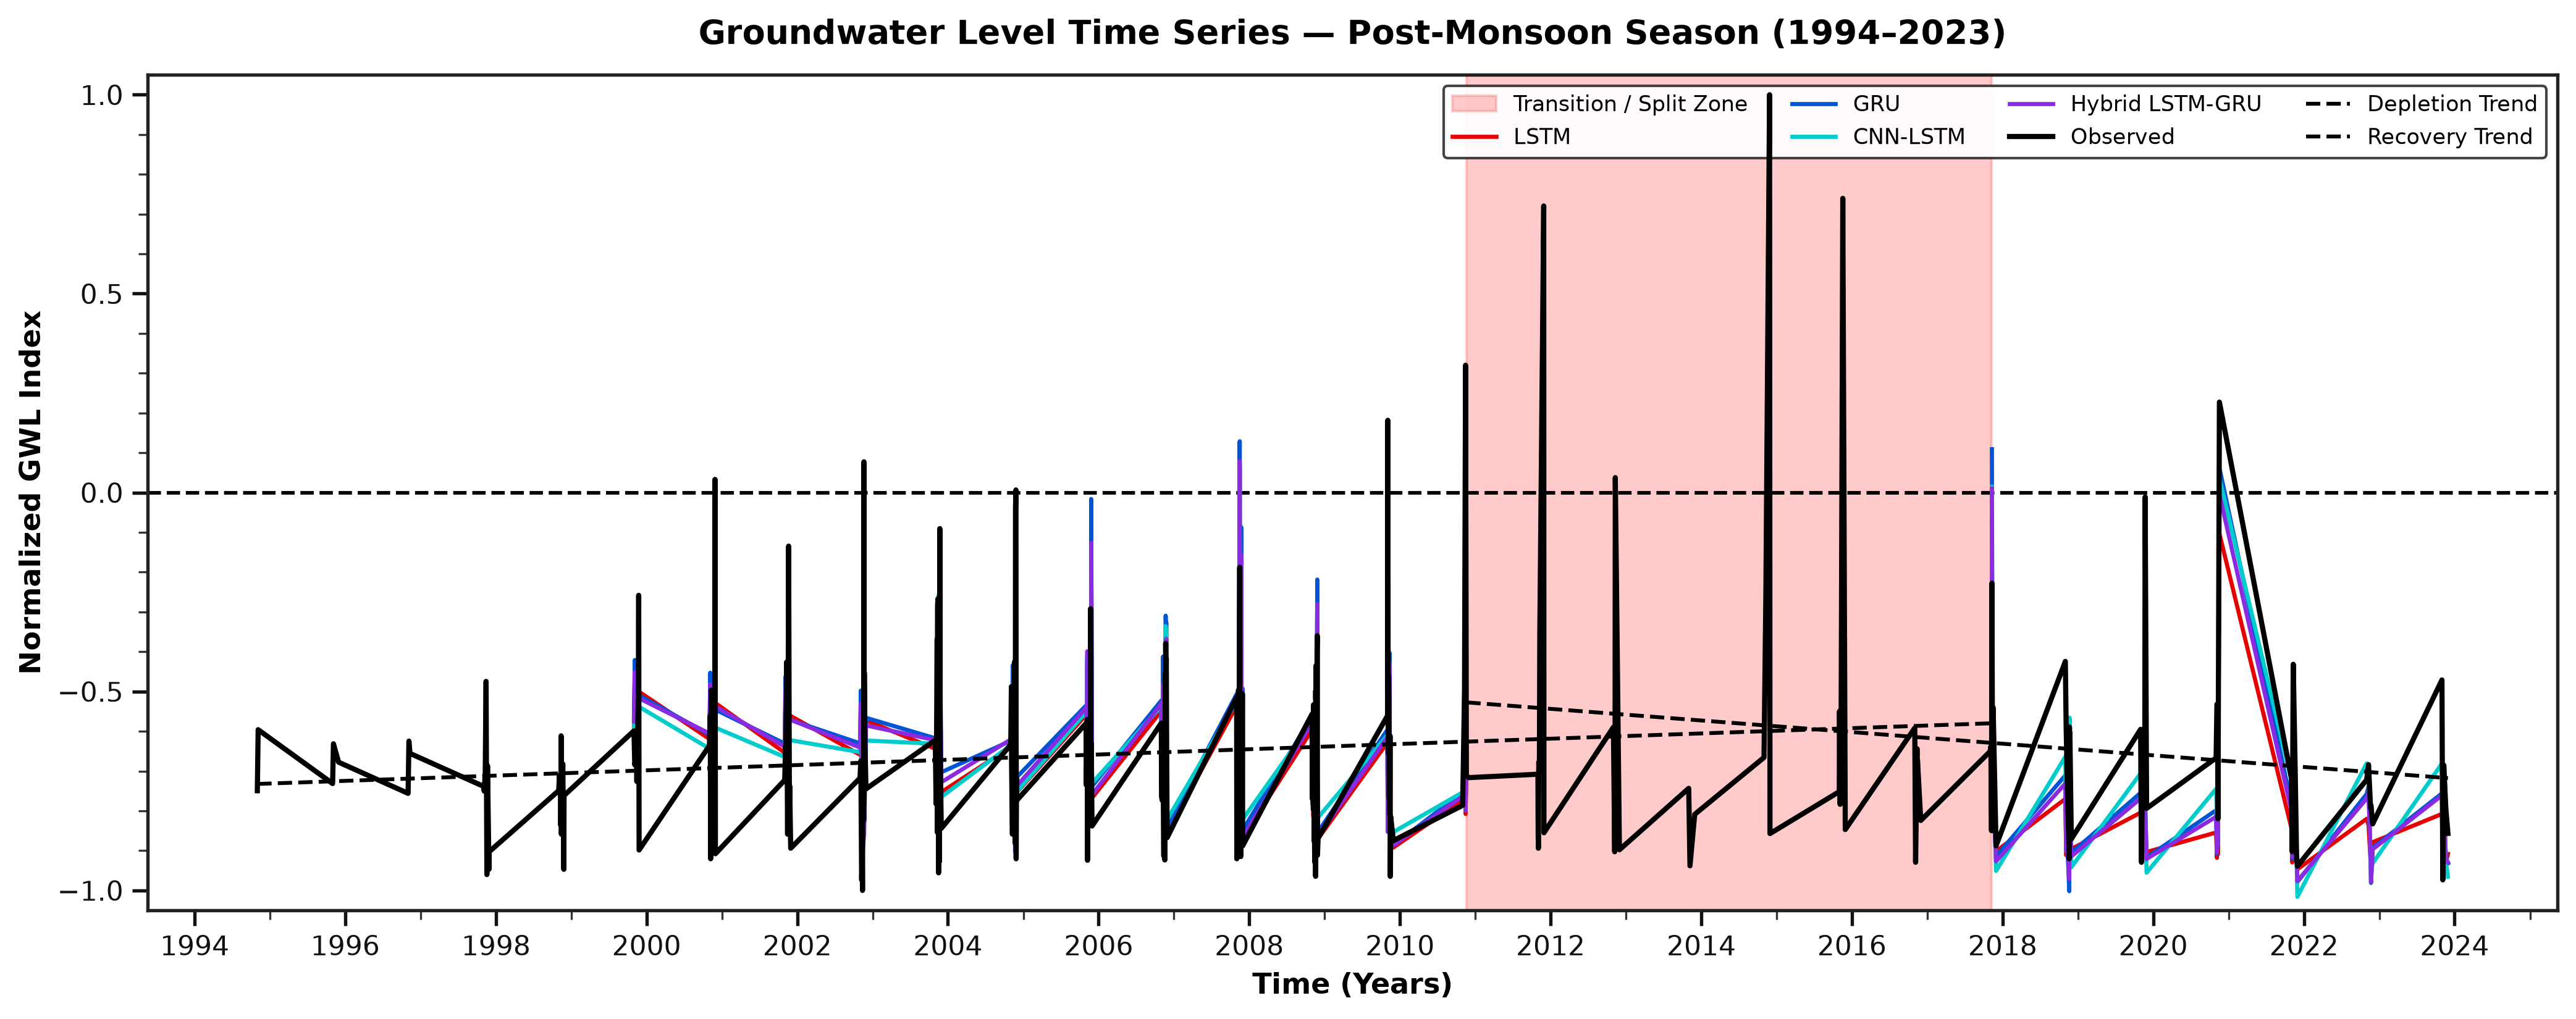 Groundwater Level Time Series — Post-Monsoon Season (1994–2023)
Transition / Split Zone
LSTM
GRU
CNN-LSTM
Hybrid LSTM-GRU
Observed
Depletion Trend
Recovery Trend
Normalized GWL Index
1.0
0.5
0.0
−0.5
−1.0
1994 1996 1998 2000 2002 2004 2006 2008 2010 2012 2014 2016 2018 2020 2022 2024
Time (Years)